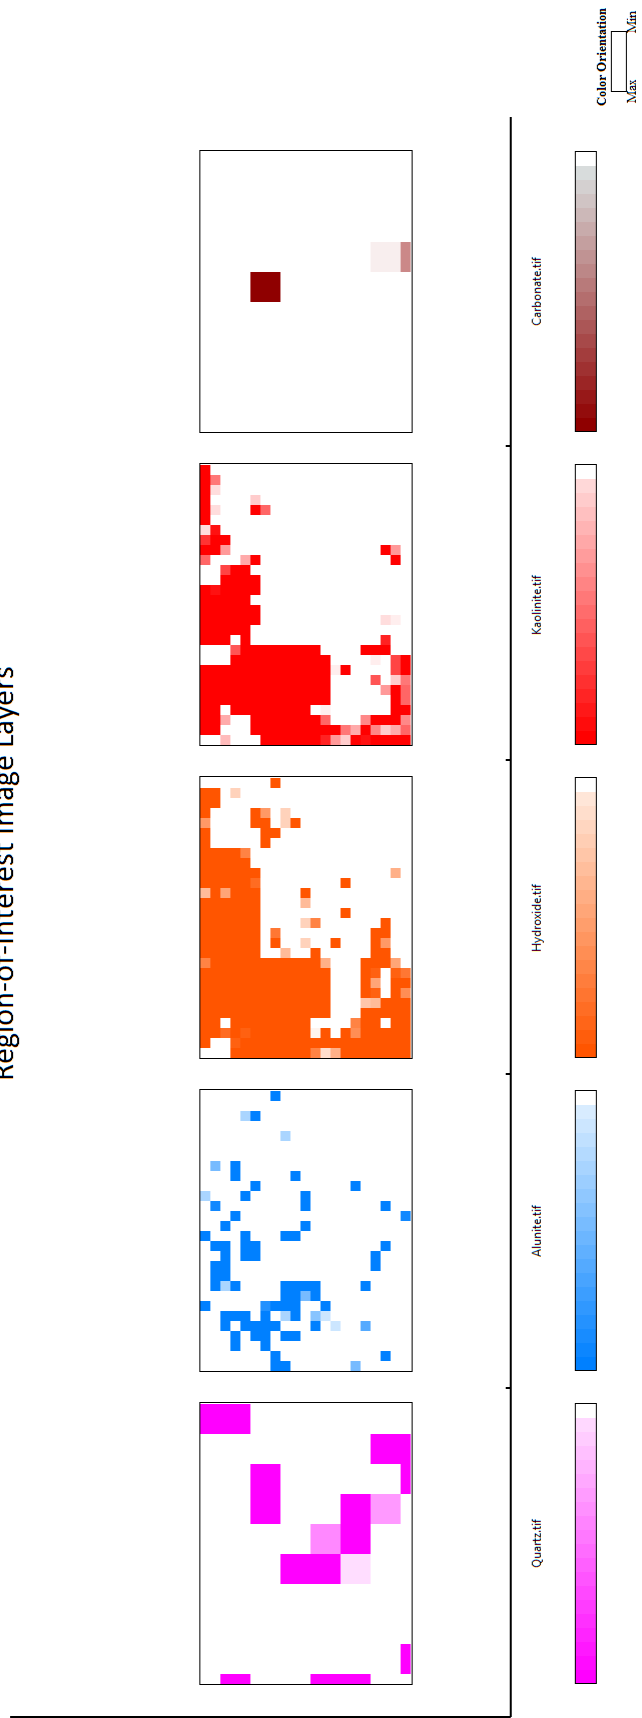 Region-of-Interest Image Layers
Quartz.tif
Alunite.tif
Hydroxide.tif
Kaolinite.tif
Carbonate.tif
Color Orientation
Max
Min